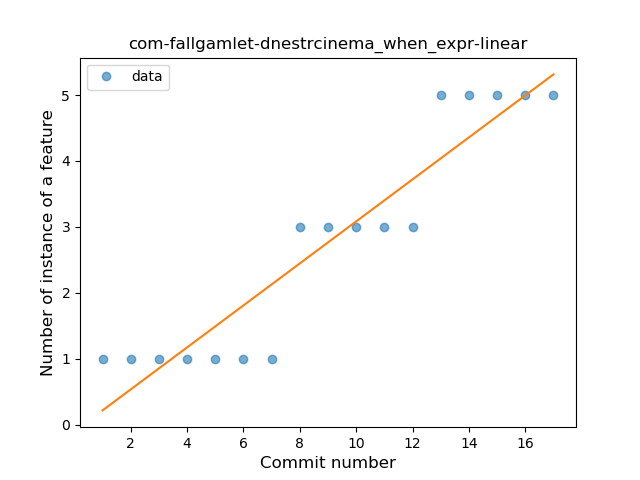 com-fallgamlet-dnestrcinema_when_expr-linear
data
Number of instance of a feature
5
4
3
2
1
0
2 4 6 8 10 12 14 16
Commit number